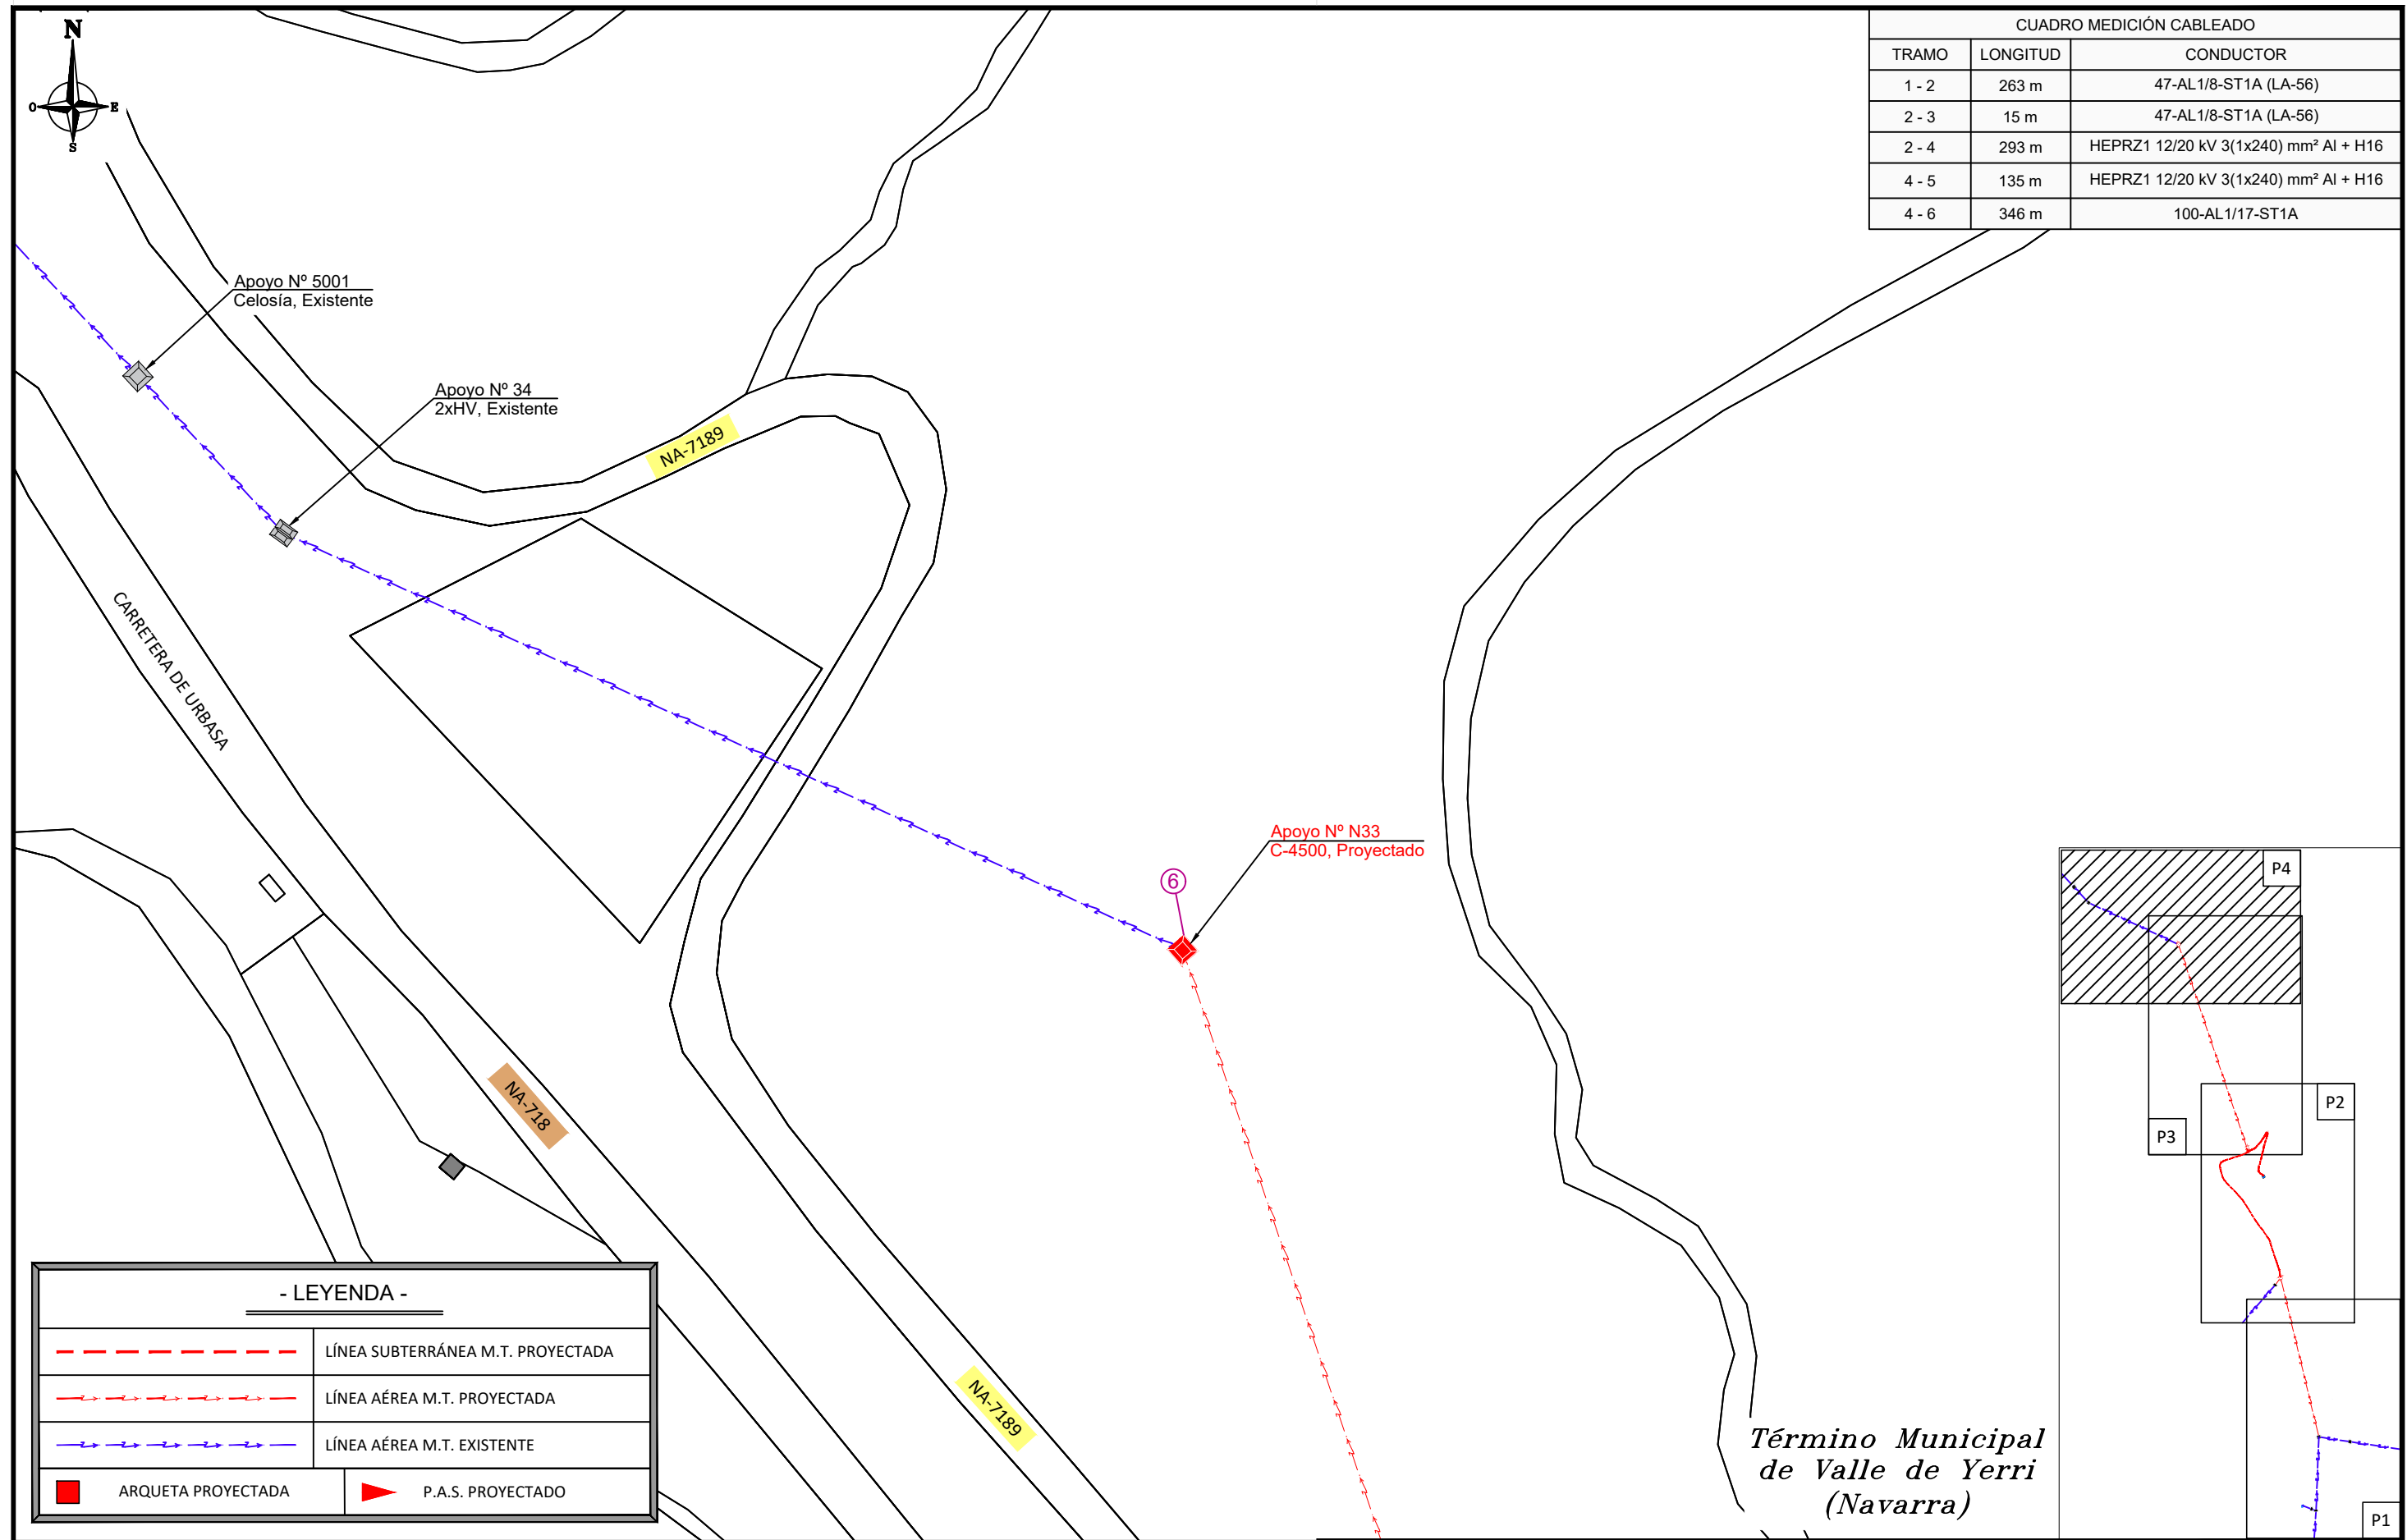 N
O
E
S
CUADRO MEDICIÓN CABLEADO
TRAMO LONGITUD CONDUCTOR
1 - 2 263 m 47-AL1/8-ST1A (LA-56)
2 - 3 15 m 47-AL1/8-ST1A (LA-56)
2 - 4 293 m HEPRZ1 12/20 kV 3(1x240) mm² Al + H16
4 - 5 135 m HEPRZ1 12/20 kV 3(1x240) mm² Al + H16
4 - 6 346 m 100-AL1/17-ST1A
Apoyo Nº 5001
Celosía, Existente
Apoyo Nº 34
2xHV, Existente
NA-7189
CARRETERA DE URBASA
Apoyo Nº N33
C-4500, Proyectado
6
P4
P2
P3
NA-718
NA-7189
- LEYENDA -
LÍNEA SUBTERRÁNEA M.T. PROYECTADA
LÍNEA AÉREA M.T. PROYECTADA
LÍNEA AÉREA M.T. EXISTENTE
ARQUETA PROYECTADA
P.A.S. PROYECTADO
Término Municipal
de Valle de Yerri
(Navarra)
P1